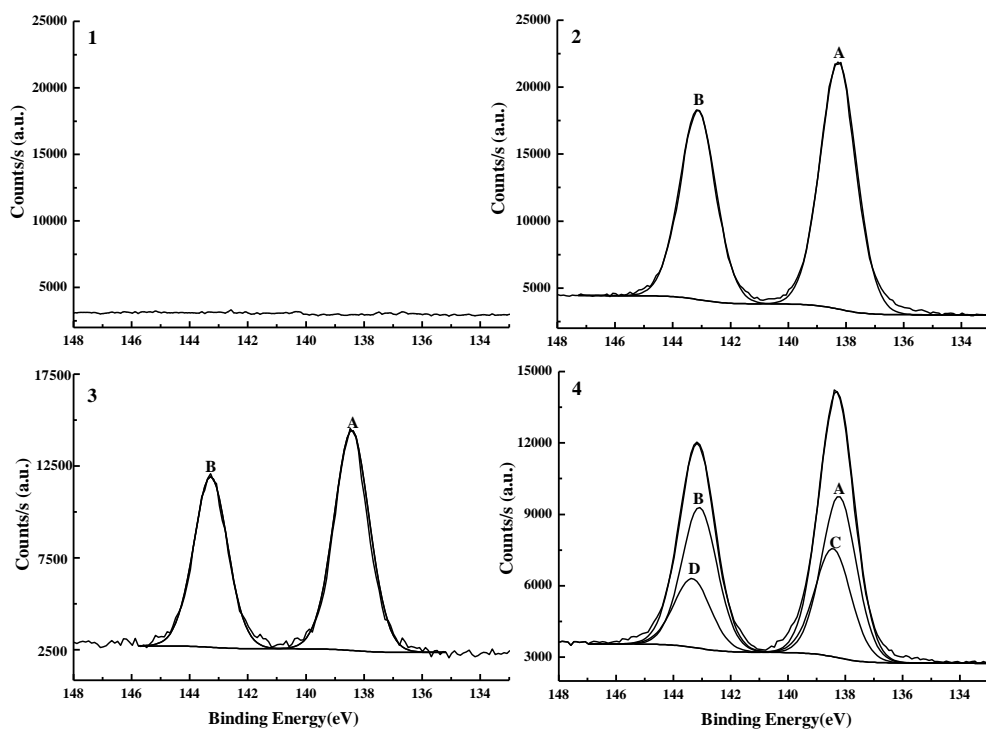 1
25000
20000
15000
10000
5000
148 146 144 142 140 138 136 134
Counts/s (a.u.)
2
A
B
25000
20000
15000
10000
5000
148 146 144 142 140 138 136 134
Counts/s (a.u.)
3
A
B
17500
12500
7500
2500
148 146 144 142 140 138 136 134
Counts/s (a.u.)
Binding Energy(eV)
4
A
B
C
D
15000
12000
9000
6000
3000
148 146 144 142 140 138 136 134
Counts/s (a.u.)
Binding Energy(eV)